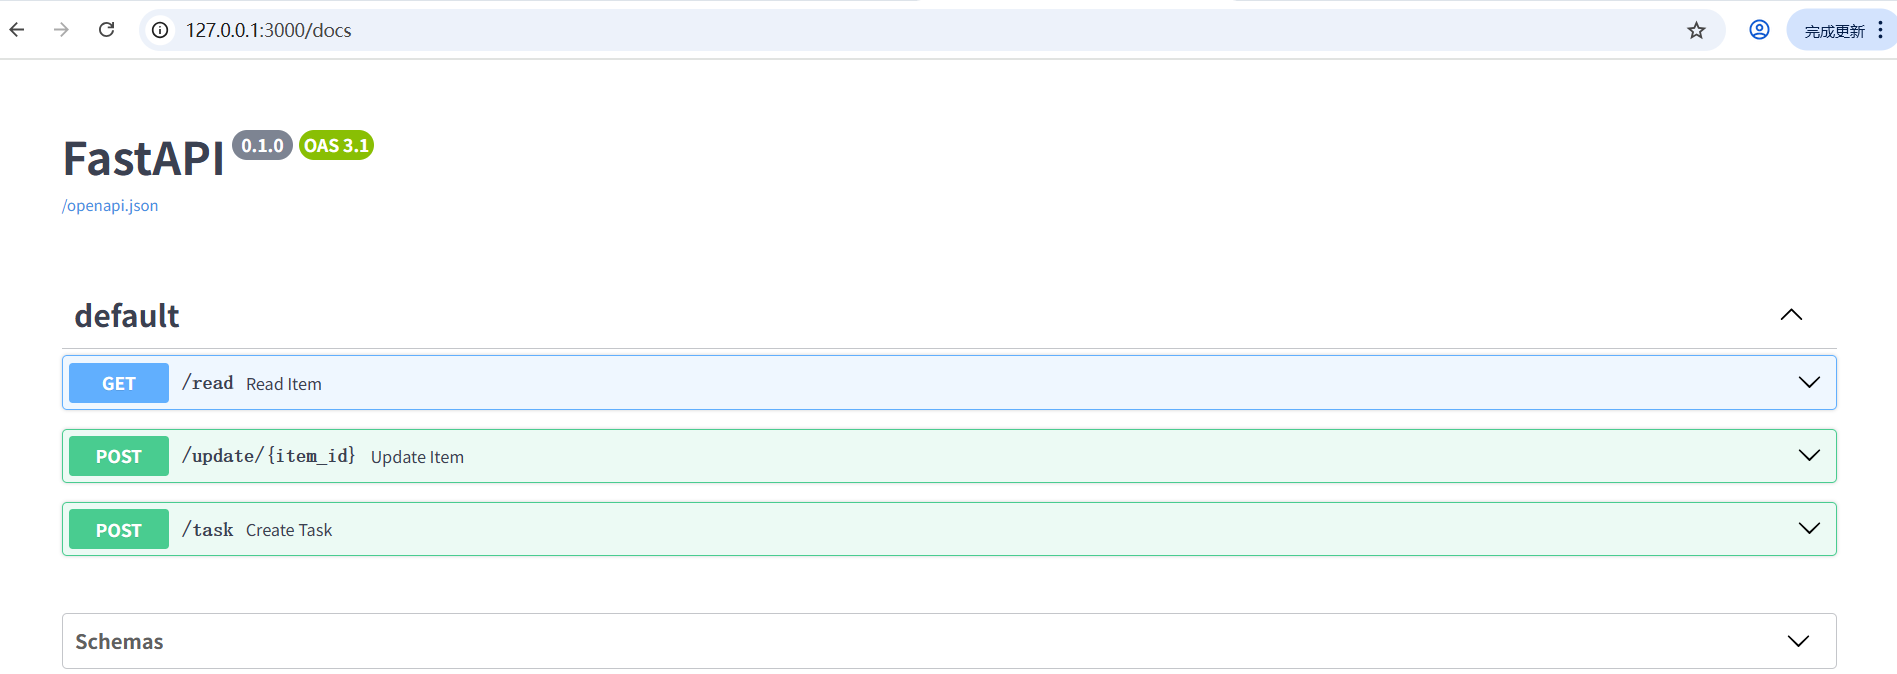 127.0.0.1:3000/docs
完成更新
FastAPI 0.1.0 OAS 3.1
/openapi.json
default
GET /read Read Item
POST /update/{item_id} Update Item
POST /task Create Task
Schemas